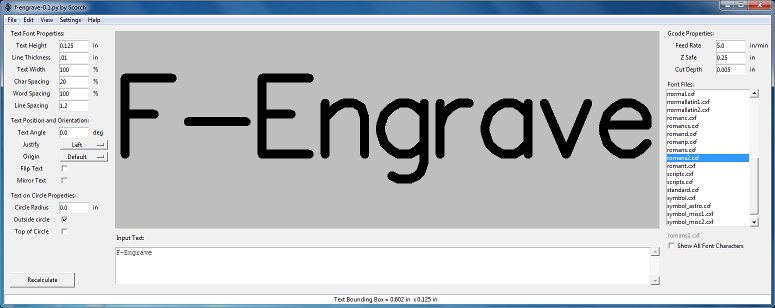 f-engrave-0.1.py by Scorch
File Edit View Settings Help
Text Font Properties:
Text Height 0.125 in
Line Thickness .01 in
Text Width 100 %
Char Spacing 20 %
Word Spacing 100 %
Line Spacing 1.2
Text Position and Orientation:
Text Angle 0.0 deg
Justify Left
Origin Default
Flip Text
Mirror Text
Text on Circle Properties:
Circle Radius 0.0 in
Outside circle
Top of Circle
Recalculate
F-Engrave
Input Text:
F-Engrave
Gcode Properties:
Feed Rate 5.0 in/min
Z Safe 0.25 in
Cut Depth 0.005 in
Font Files:
normal.cxf
normallatin1.cxf
normallatin2.cxf
romanc.cxf
romancs.cxf
romand.cxf
romanp.cxf
romans.cxf
romans2.cxf
romant.cxf
scriptc.cxf
scripts.cxf
standard.cxf
symbol.cxf
symbol_astro.cxf
symbol_misc1.cxf
symbol_misc2.cxf
romans2.cxf
Show All Font Characters
Text Bounding Box = 0.602 in x 0.125 in